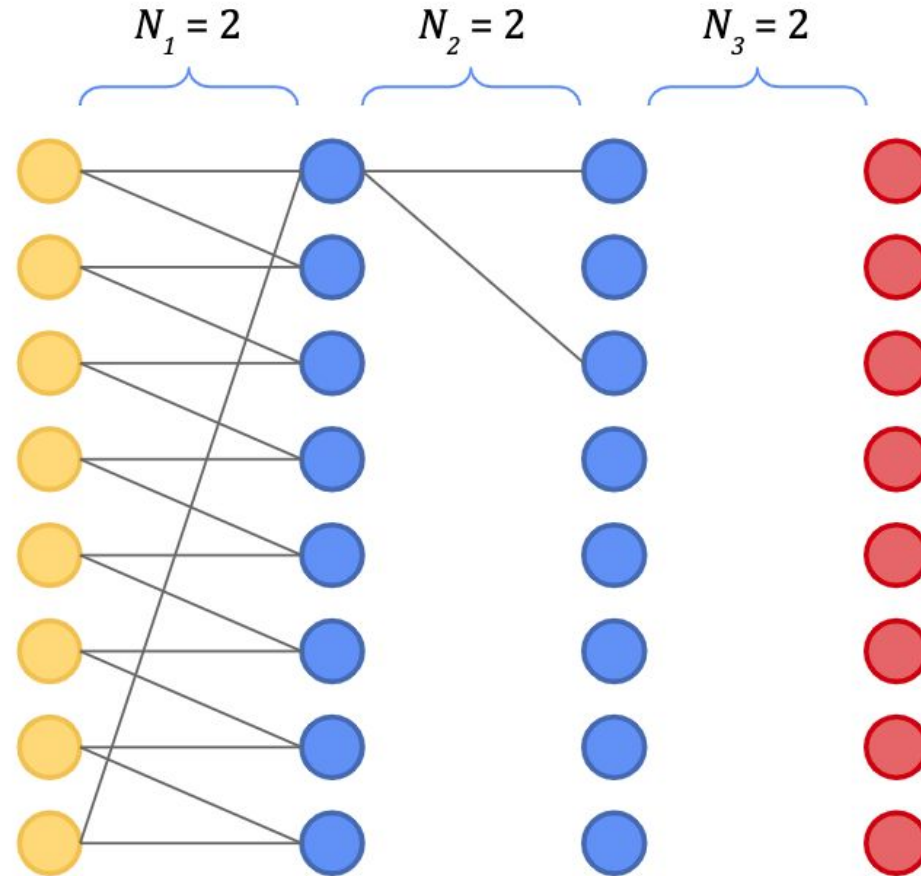 N₁ = 2 N₂ = 2 N₃ = 2